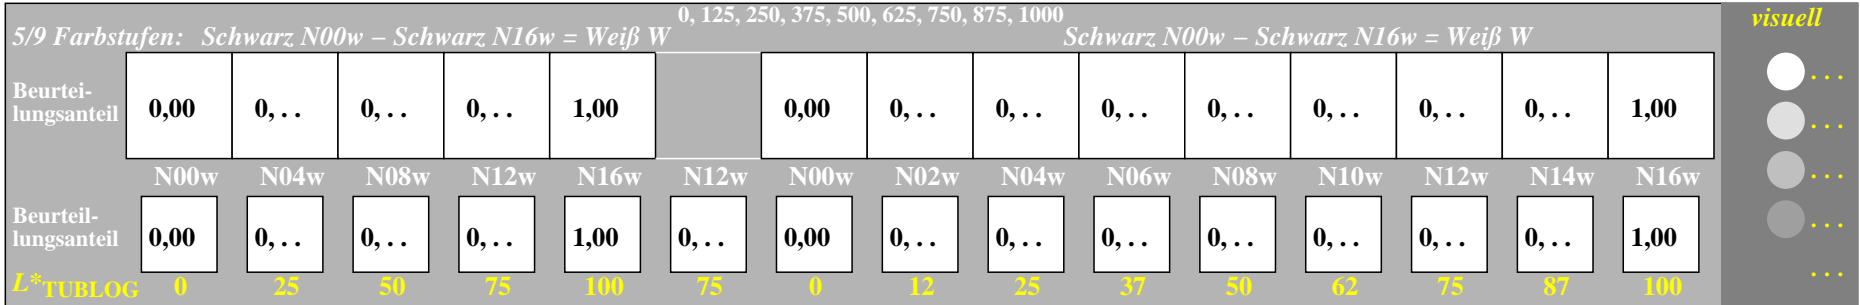 0, 125, 250, 375, 500, 625, 750, 875, 1000
visuell
5/9 Farbstufen: Schwarz N00w – Schwarz N16w = Weiß W Schwarz N00w – Schwarz N16w = Weiß W
Beurtei-
lungsanteil
0,00 0, . . 0, . . 0, . . 1,00 0,00 0, . . 0, . . 0, . . 0, . . 0, . . 0, . . 0, . . 1,00
. . .
. . .
N00w N04w N08w N12w N16w N12w N00w N02w N04w N06w N08w N10w N12w N14w N16w
. . .
Beurteil-
lungsanteil
0,00 0, . . 0, . . 0, . . 1,00 0, . . 0,00 0, . . 0, . . 0, . . 0, . . 0, . . 0, . . 0, . . 1,00
. . .
L*TUBLOG 0 25 50 75 100 75 0 12 25 37 50 62 75 87 100
. . .